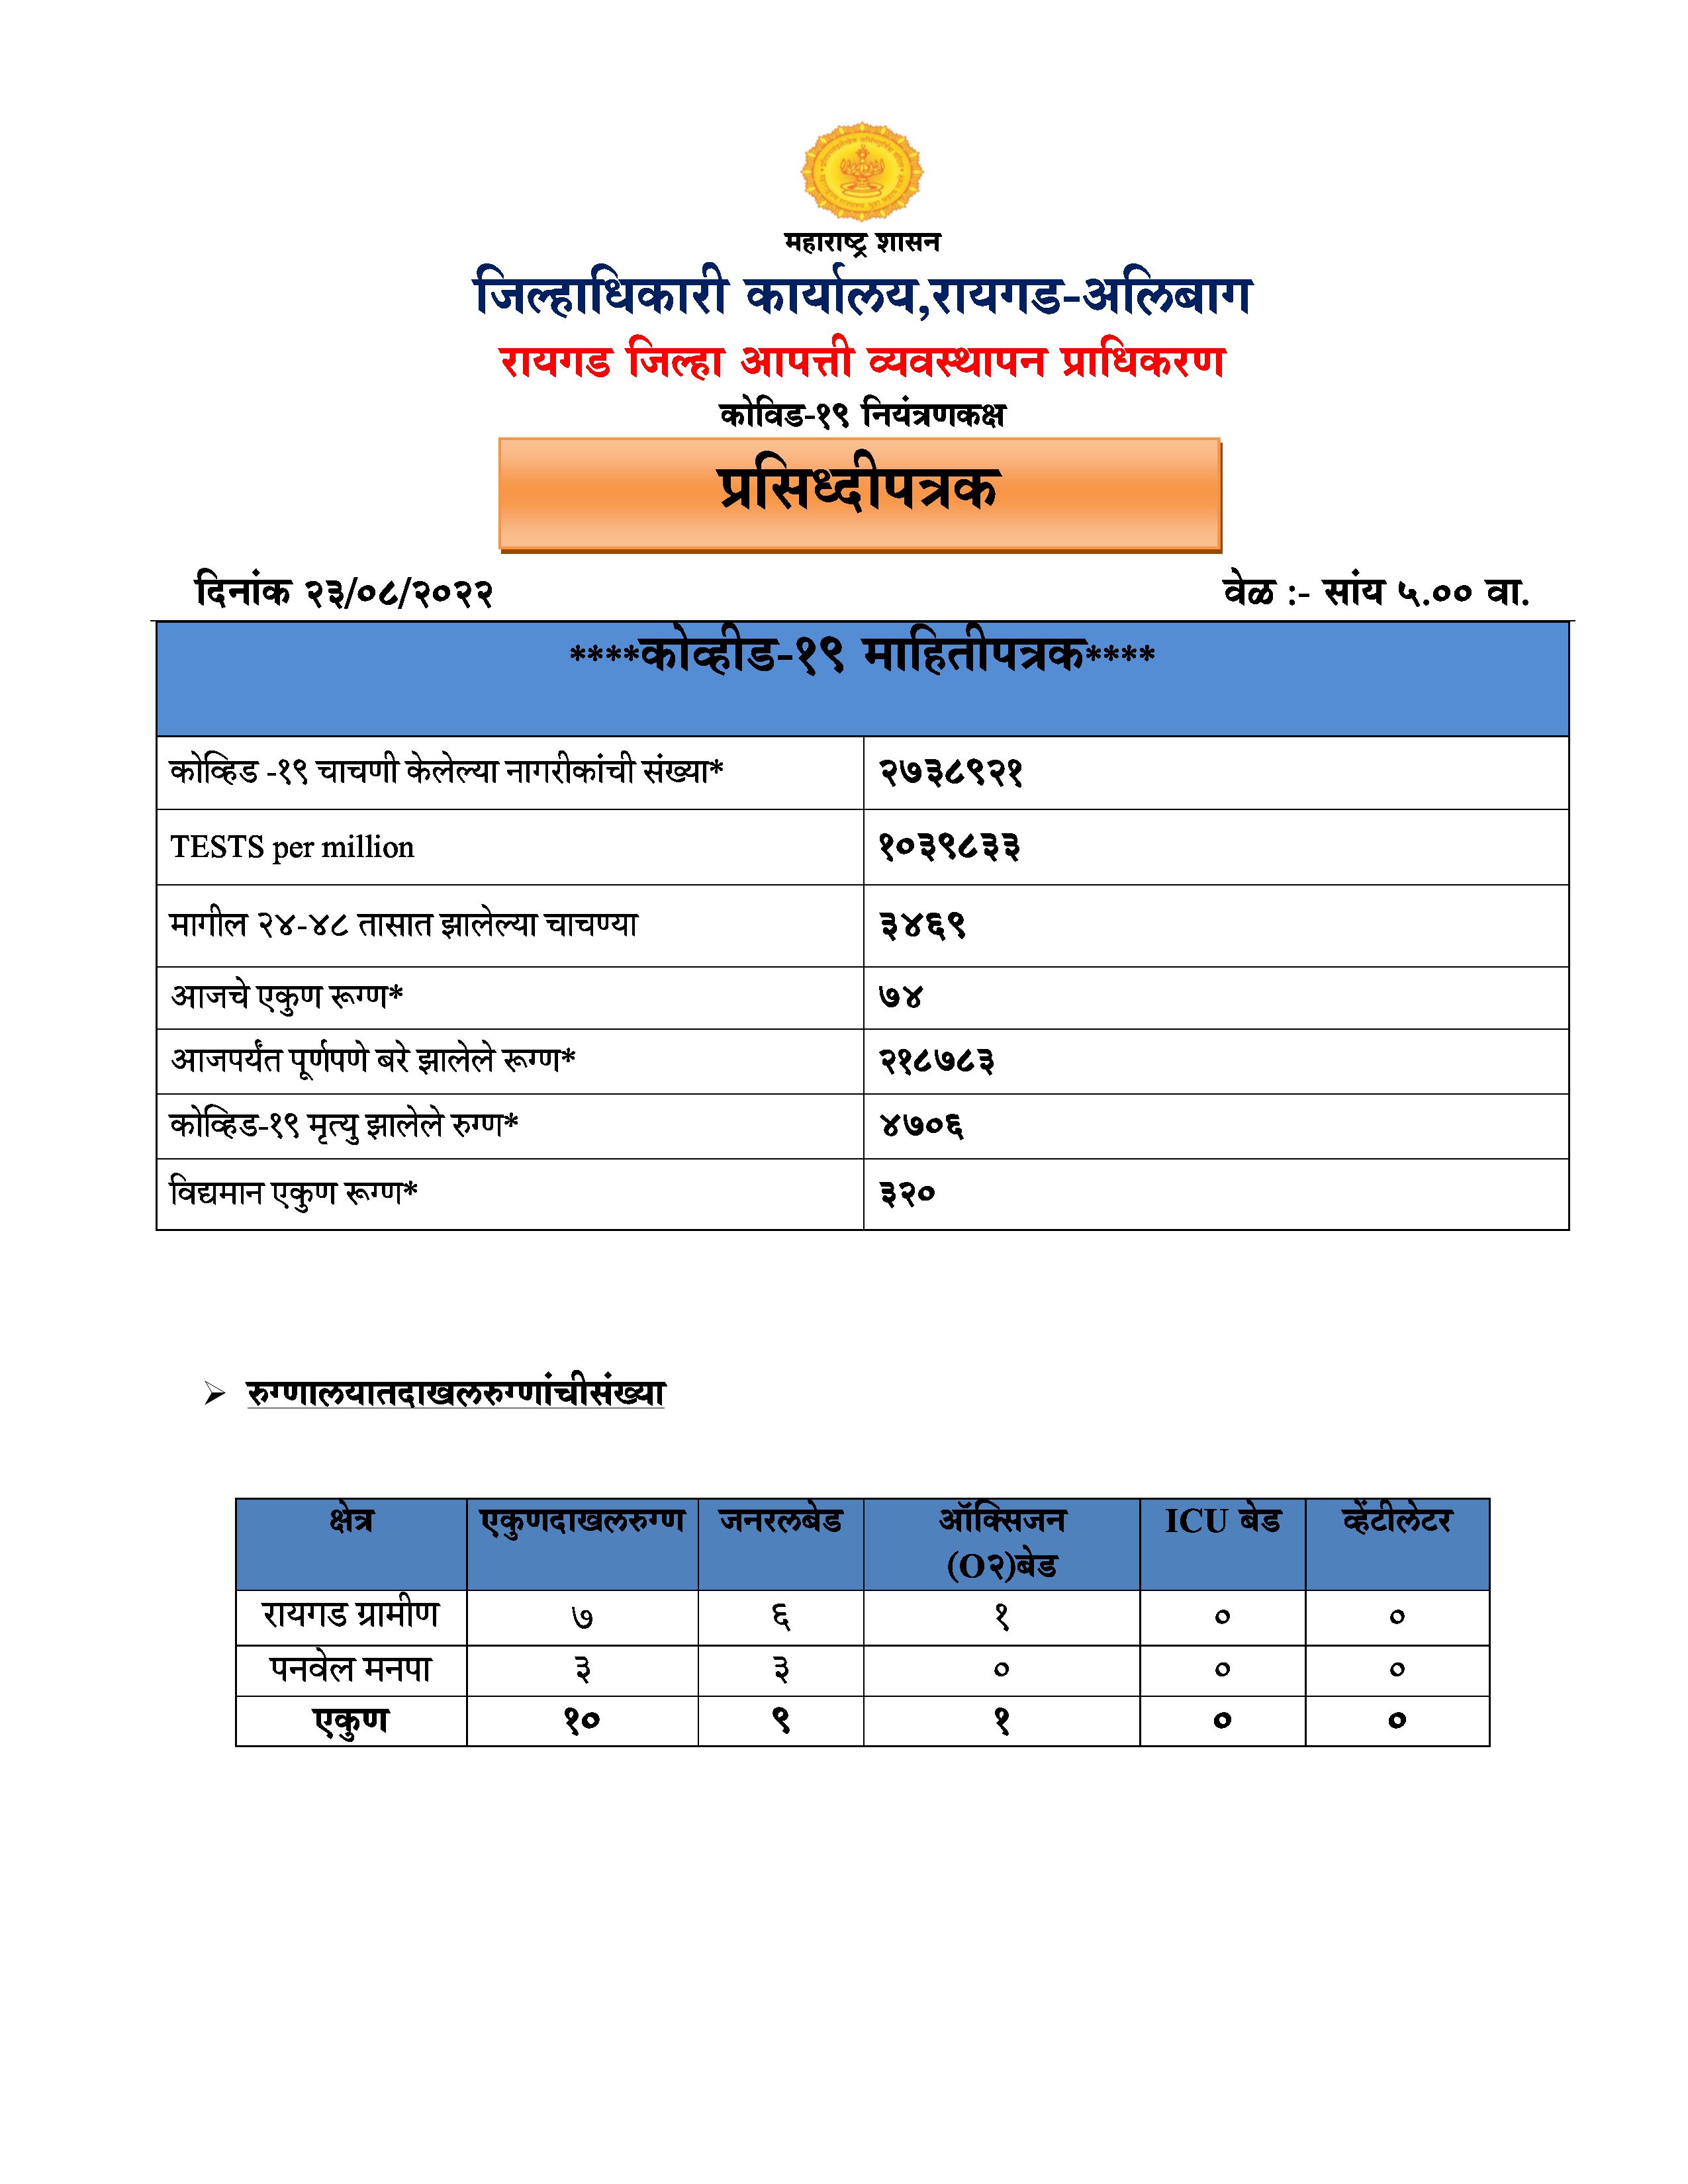 महाराष्ट्र शासन
जिल्हाधिकारी कार्यालय,रायगड-अलिबाग
रायगड जिल्हा आपत्ती व्यवस्थापन प्राधिकरण
कोविड-१९ नियंत्रणकक्ष
प्रसिध्दीपत्रक
दिनांक २३/०८/२०२२ वेळ :- सांय ५.०० वा.
****कोव्हीड-१९ माहितीपत्रक****
कोव्हिड -१९ चाचणी केलेल्या नागरीकांची संख्या* २७३८९२१
TESTS per million १०३९८३३
मागील २४-४८ तासात झालेल्या चाचण्या ३४६९
आजचे एकुण रूग्ण* ७४
आजपर्यंत पूर्णपणे बरे झालेले रूग्ण* २१८७८३
कोव्हिड-१९ मृत्यु झालेले रुग्ण* ४७०६
विद्यमान एकुण रूग्ण* ३२०
➢ रुग्णालयातदाखलरुग्णांचीसंख्या
क्षेत्र एकुणदाखलरुग्ण जनरलबेड ऑक्सिजन ICU बेड व्हेंटीलेटर
(O२)बेड
रायगड ग्रामीण ७ ६ १ ० ०
पनवेल मनपा ३ ३ ० ० ०
एकुण १० ९ १ ० ०